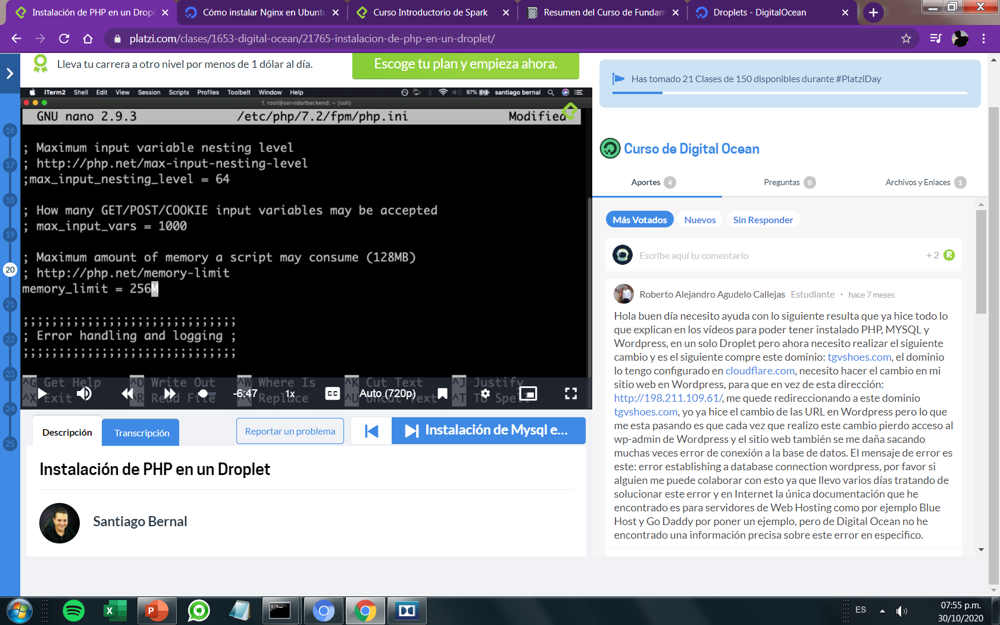 Instalación de PHP en un Dropl
Cómo instalar Nginx en Ubuntu
Curso Introductorio de Spark
Resumen del Curso de Fundam
Droplets - DigitalOcean
platzi.com/clases/1653-digital-ocean/21765-instalacion-de-php-en-un-droplet/
Lleva tu carrera a otro nivel por menos de 1 dólar al día.
Escoge tu plan y empieza ahora.
iTerm2 Shell Edit View Session Scripts Profiles Toolbelt Window Help 97% santiago bernal
1. root@servidorbackend: ~ (ssh)
GNU nano 2.9.3 /etc/php/7.2/fpm/php.ini Modified
; Maximum input variable nesting level
; http://php.net/max-input-nesting-level
;max_input_nesting_level = 64
; How many GET/POST/COOKIE input variables may be accepted
; max_input_vars = 1000
; Maximum amount of memory a script may consume (128MB)
; http://php.net/memory-limit
memory_limit = 256M
;;;;;;;;;;;;;;;;;;;;;;;;;;;;;;
; Error handling and logging ;
;;;;;;;;;;;;;;;;;;;;;;;;;;;;;;
^G Get Help ^O Write Out ^W Where Is ^K Cut Text ^J Justify
^X Exit ^R Read File Replace ^U Uncut Text ^T To Spell
-6:47 1x CC Auto (720p)
16
17
18
19
20
21
22
23
24
25
Descripción
Transcripción
Reportar un problema
Instalación de Mysql e...
Instalación de PHP en un Droplet
Santiago Bernal
Has tomado 21 Clases de 150 disponibles durante #PlatziDay
Curso de Digital Ocean
Aportes 4
Preguntas 0
Archivos y Enlaces 1
Más Votados
Nuevos
Sin Responder
Escribe aquí tu comentario
+ 2
Roberto Alejandro Agudelo Callejas Estudiante · hace 7 meses
Hola buen día necesito ayuda con lo siguiente resulta que ya hice todo lo
que explican en los vídeos para poder tener instalado PHP, MYSQL y
Wordpress, en un solo Droplet pero ahora necesito realizar el siguiente
cambio y es el siguiente compre este dominio: tgvshoes.com, el dominio
lo tengo configurado en cloudflare.com, necesito hacer el cambio en mi
sitio web en Wordpress, para que en vez de esta dirección:
http://198.211.109.61/, me quede redireccionando a este dominio
tgvshoes.com, yo ya hice el cambio de las URL en Wordpress pero lo que
me esta pasando es que cada vez que realizo este cambio pierdo acceso al
wp-admin de Wordpress y el sitio web también se me daña sacando
muchas veces error de conexión a la base de datos. El mensaje de error es
este: error establishing a database connection wordpress, por favor si
alguien me puede colaborar con esto ya que llevo varios días tratando de
solucionar este error y en Internet la única documentación que he
encontrado es para servidores de Web Hosting como por ejemplo Blue
Host y Go Daddy por poner un ejemplo, pero de Digital Ocean no he
encontrado una información precisa sobre este error en especifico.
ES
07:55 p.m.
30/10/2020